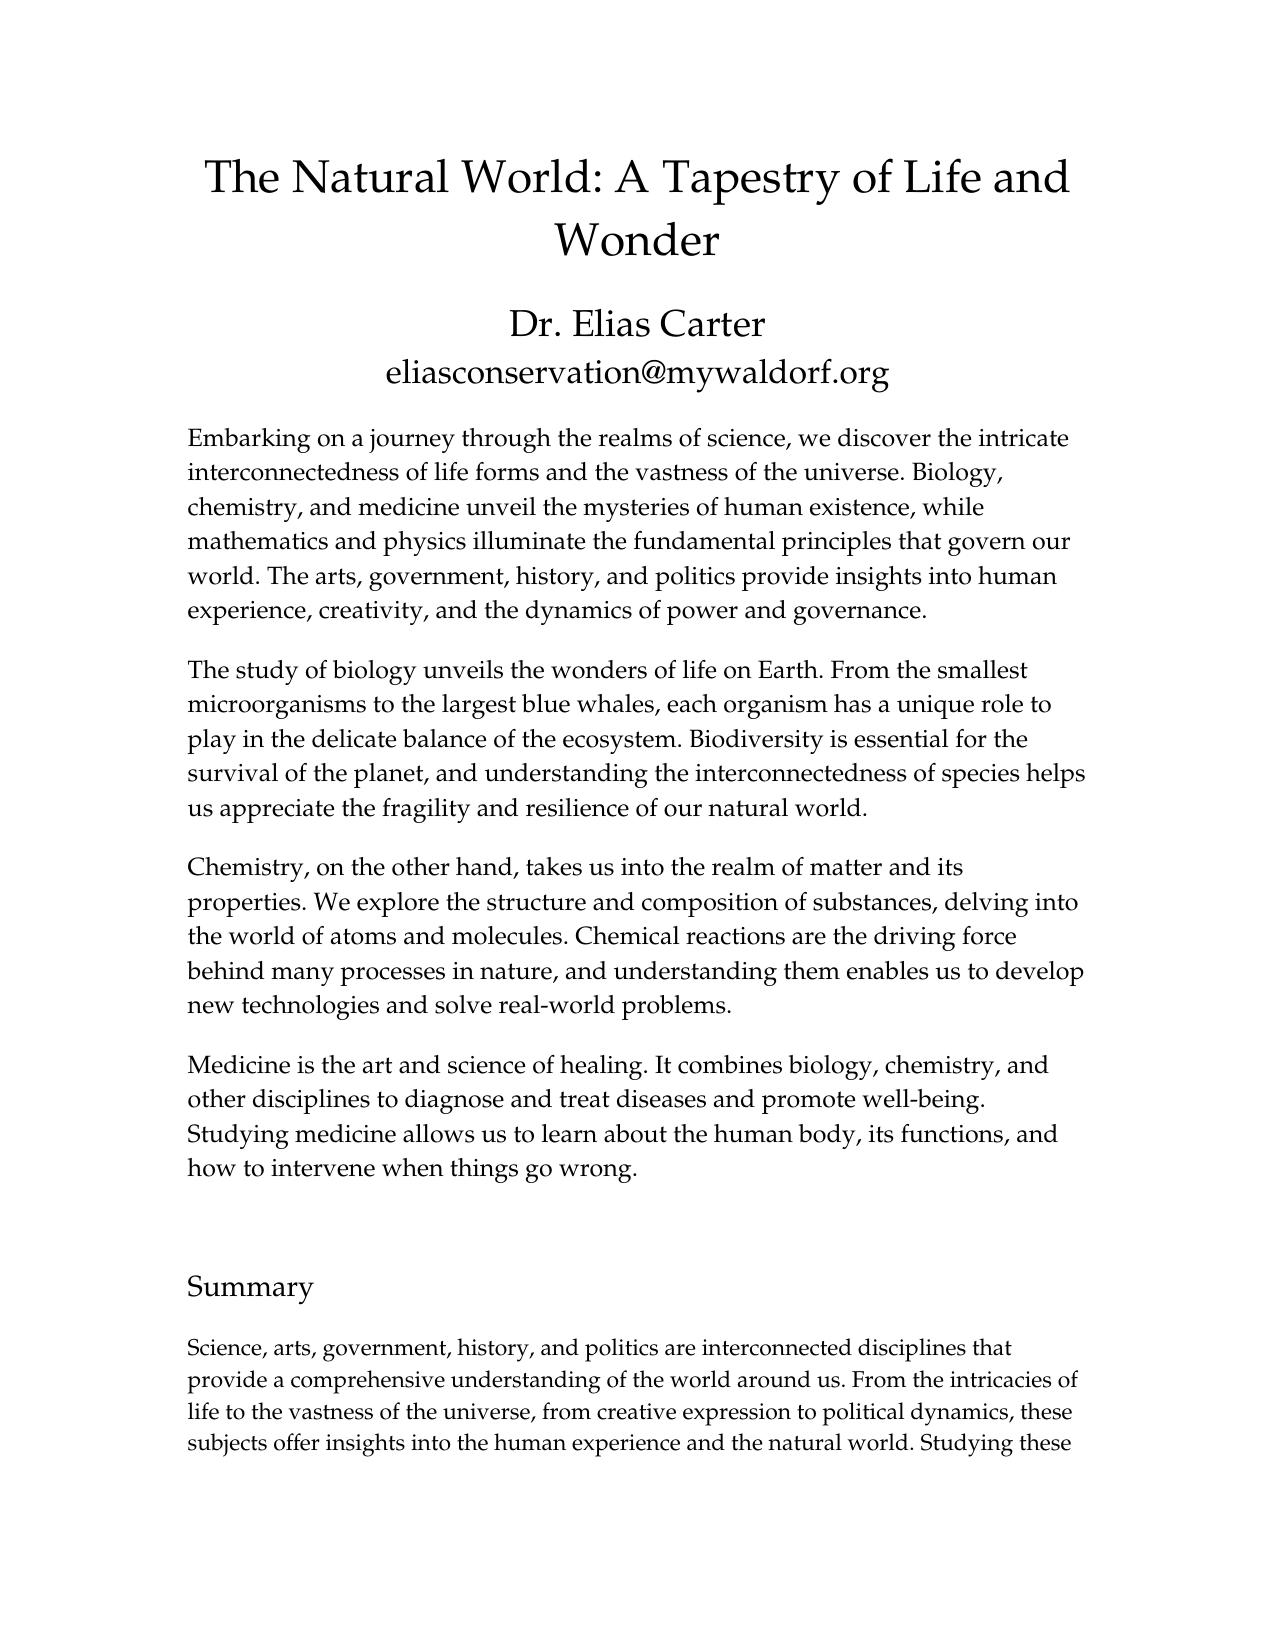 The Natural World: A Tapestry of Life and
Wonder
Dr. Elias Carter
eliasconservation@mywaldorf.org
Embarking on a journey through the realms of science, we discover the intricate
interconnectedness of life forms and the vastness of the universe. Biology,
chemistry, and medicine unveil the mysteries of human existence, while
mathematics and physics illuminate the fundamental principles that govern our
world. The arts, government, history, and politics provide insights into human
experience, creativity, and the dynamics of power and governance.
The study of biology unveils the wonders of life on Earth. From the smallest
microorganisms to the largest blue whales, each organism has a unique role to
play in the delicate balance of the ecosystem. Biodiversity is essential for the
survival of the planet, and understanding the interconnectedness of species helps
us appreciate the fragility and resilience of our natural world.
Chemistry, on the other hand, takes us into the realm of matter and its
properties. We explore the structure and composition of substances, delving into
the world of atoms and molecules. Chemical reactions are the driving force
behind many processes in nature, and understanding them enables us to develop
new technologies and solve real-world problems.
Medicine is the art and science of healing. It combines biology, chemistry, and
other disciplines to diagnose and treat diseases and promote well-being.
Studying medicine allows us to learn about the human body, its functions, and
how to intervene when things go wrong.
Summary
Science, arts, government, history, and politics are interconnected disciplines that
provide a comprehensive understanding of the world around us. From the intricacies of
life to the vastness of the universe, from creative expression to political dynamics, these
subjects offer insights into the human experience and the natural world. Studying these